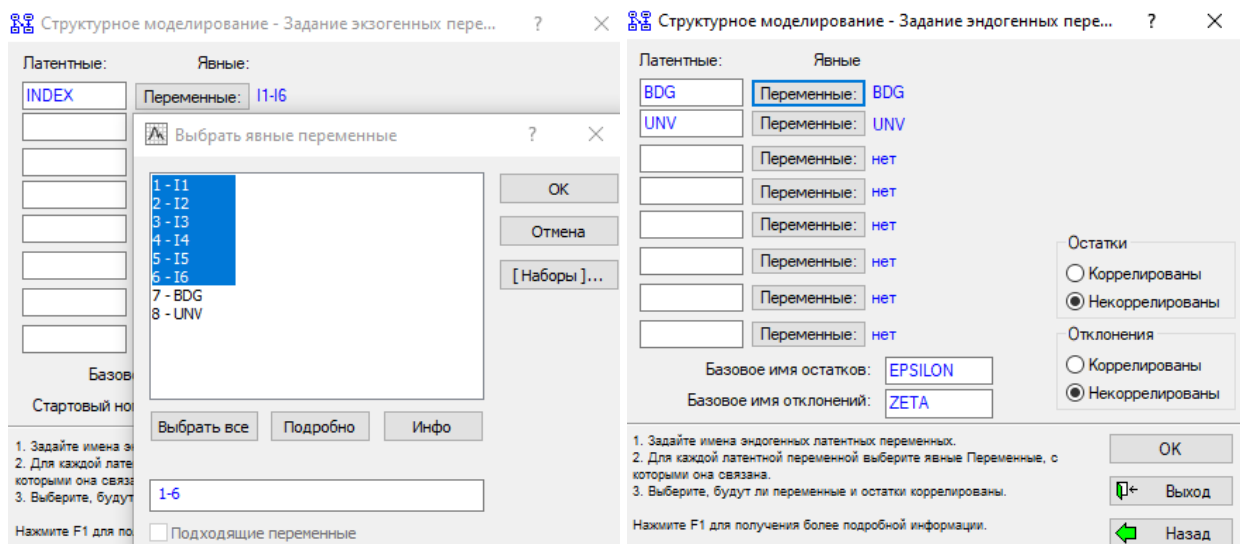 Структурное моделирование - Задание экзогенных пере... ?
Латентные: Явные:
INDEX Переменные: I1-I6
Выбрать явные переменные ?
1 - I1
2 - I2
3 - I3
4 - I4
5 - I5
6 - I6
7 - BDG
8 - UNV
OK
Отмена
[ Наборы ]...
Выбрать все Подробно Инфо
1-6
Подходящие переменные
Базов
Стартовый но
1. Задайте имена э
2. Для каждой лате
которыми она связа
3. Выберите, будут
Нажмите F1 для по
Структурное моделирование - Задание эндогенных пере... ?
Латентные: Явные
BDG Переменные: BDG
UNV Переменные: UNV
Переменные: нет
Переменные: нет
Переменные: нет
Переменные: нет
Переменные: нет
Переменные: нет
Остатки
Коррелированы
Некоррелированы
Отклонения
Коррелированы
Некоррелированы
Базовое имя остатков: EPSILON
Базовое имя отклонений: ZETA
1. Задайте имена эндогенных латентных переменных.
2. Для каждой латентной переменной выберите явные Переменные, с
которыми она связана.
3. Выберите, будут ли переменные и остатки коррелированы.
Нажмите F1 для получения более подробной информации.
OK
Выход
Назад